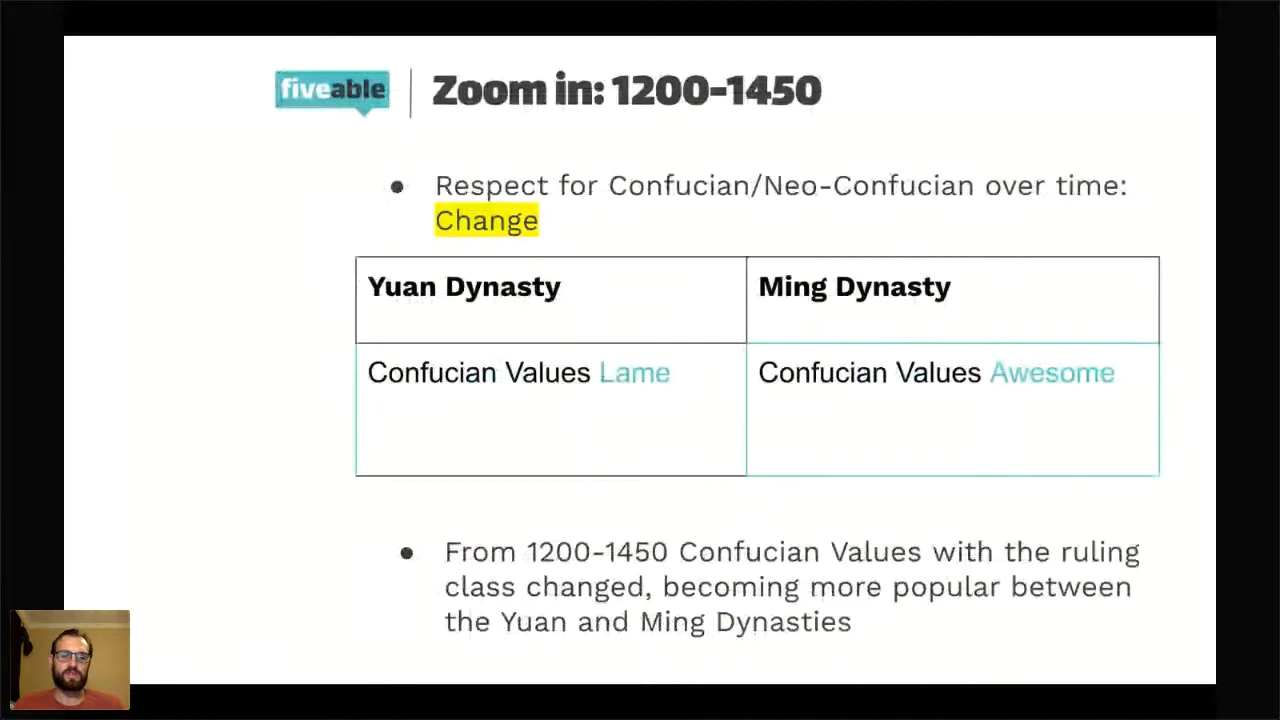 fiveable
Zoom in: 1200-1450
● Respect for Confucian/Neo-Confucian over time:
Change
Yuan Dynasty
Ming Dynasty
Confucian Values Lame
Confucian Values Awesome
● From 1200-1450 Confucian Values with the ruling
class changed, becoming more popular between
the Yuan and Ming Dynasties